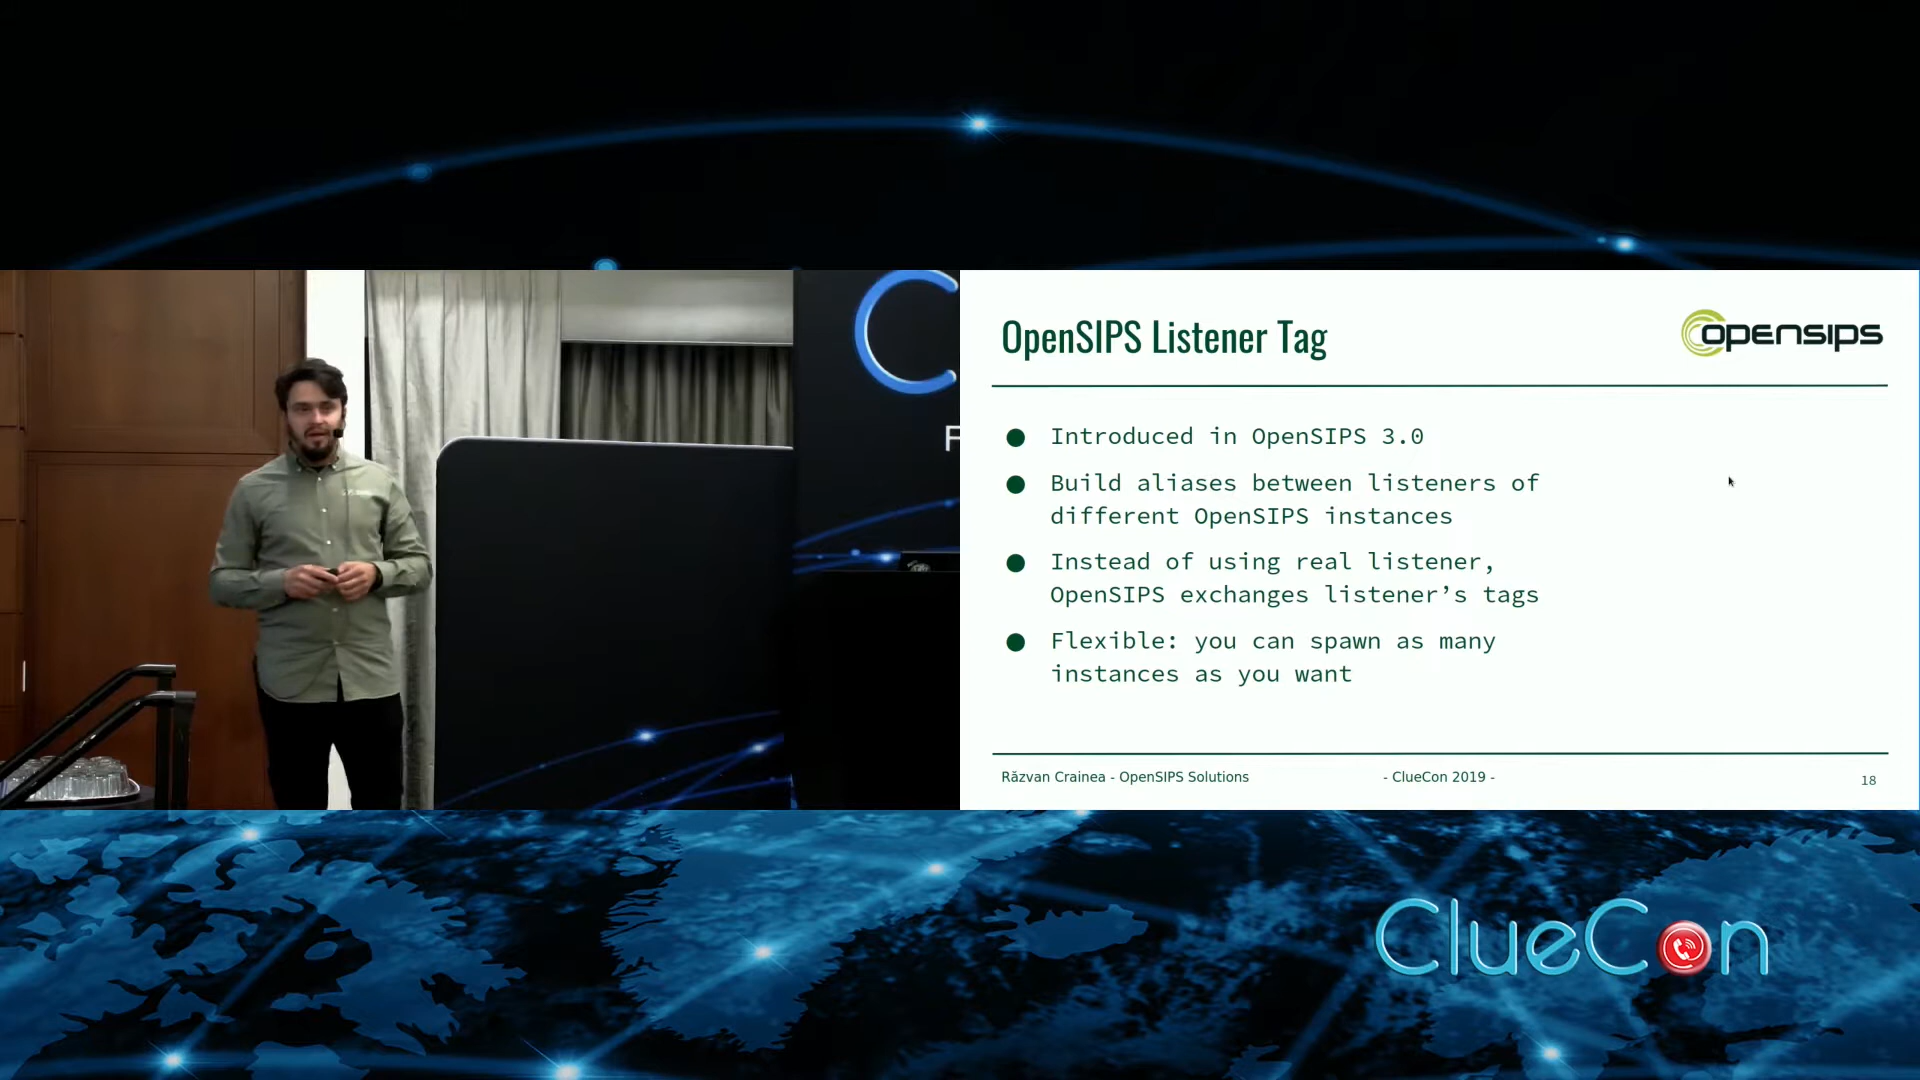 OpenSIPS Listener Tag
opensips
● Introduced in OpenSIPS 3.0
● Build aliases between listeners of
different OpenSIPS instances
● Instead of using real listener,
OpenSIPS exchanges listener’s tags
● Flexible: you can spawn as many
instances as you want
Răzvan Crainea - OpenSIPS Solutions
- ClueCon 2019 -
18
ClueCon